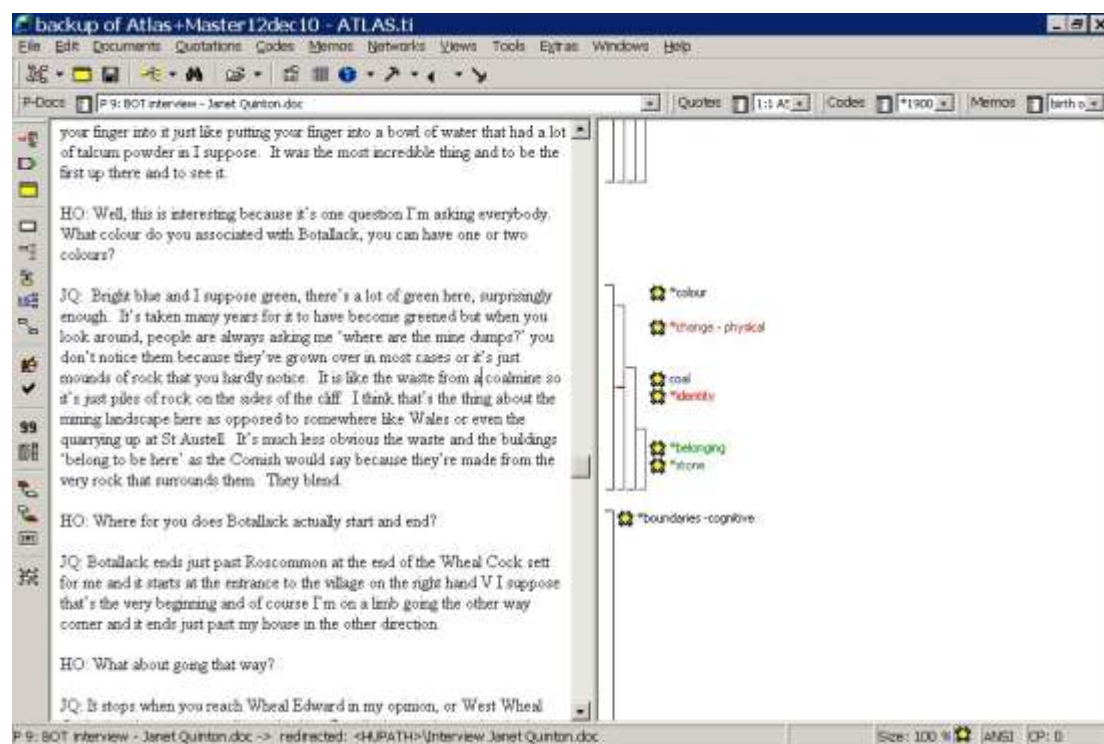 backup of Atlas+Master12dec10 - ATLAS.ti
File Edit Documents Quotations Codes Memos Networks Views Tools Extras Windows Help
P-Docs P 9: BOT interview - Janet Quinton.doc Quotes 1:1 Codes *1900 Memos birth o
your finger into it just like putting your finger into a bowl of water that had a lot
of talcum powder in I suppose. It was the most incredible thing and to be the
first up there and to see it.
HO: Well, this is interesting because it's one question I'm asking everybody.
What colour do you associated with Botallack, you can have one or two
colours?
*colour
JQ: Bright blue and I suppose green, there's a lot of green here, surprisingly
enough. It's taken many years for it to have become greened but when you
*change - physical
look around, people are always asking me 'where are the mine dumps?' you
don't notice them because they've grown over in most cases or it's just
mounds of rock that you hardly notice. It is like the waste from a coalmine so
coal
it's just piles of rock on the sides of the cliff. I think that's the thing about the
*identity
mining landscape here as opposed to somewhere like Wales or even the
quarrying up at St Austell. It's much less obvious the waste and the buildings
*belonging
'belong to be here' as the Cornish would say because they're made from the
*stone
very rock that surrounds them. They blend.
HO: Where for you does Botallack actually start and end?
*boundaries -cognitive
JQ: Botallack ends just past Roscommon at the end of the Wheal Cock sett
for me and it starts at the entrance to the village on the right hand V I suppose
that's the very beginning and of course I'm on a limb going the other way
corner and it ends just past my house in the other direction.
HO: What about going that way?
JQ: It stops when you reach Wheal Edward in my opinion, or West Wheal
P 9: BOT interview - Janet Quinton.doc -> redirected: <HUPATH>\Interview Janet Quinton.doc Size: 100 % ANSI CP: 0